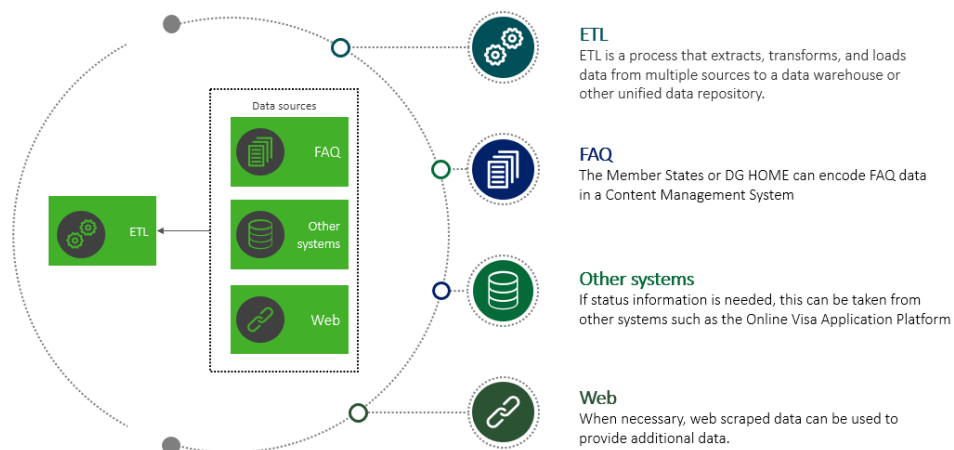 Data sources
FAQ
Other
systems
Web
ETL
ETL
ETL is a process that extracts, transforms, and loads
data from multiple sources to a data warehouse or
other unified data repository.
FAQ
The Member States or DG HOME can encode FAQ data
in a Content Management System
Other systems
If status information is needed, this can be taken from
other systems such as the Online Visa Application Platform
Web
When necessary, web scraped data can be used to
provide additional data.